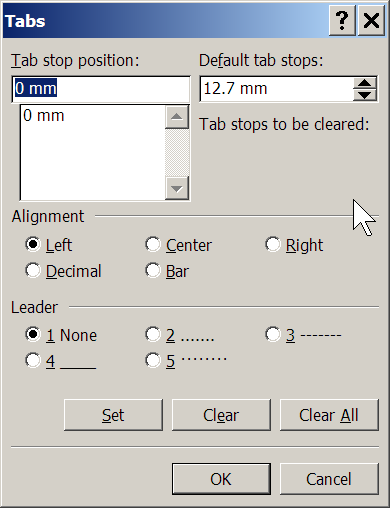 Tabs
Tab stop position: Default tab stops:
0 mm 12.7 mm
0 mm Tab stops to be cleared:
Alignment
Left Center Right
Decimal Bar
Leader
1 None 2 ....... 3 -------
4 ____ 5 ········
Set Clear Clear All
OK Cancel